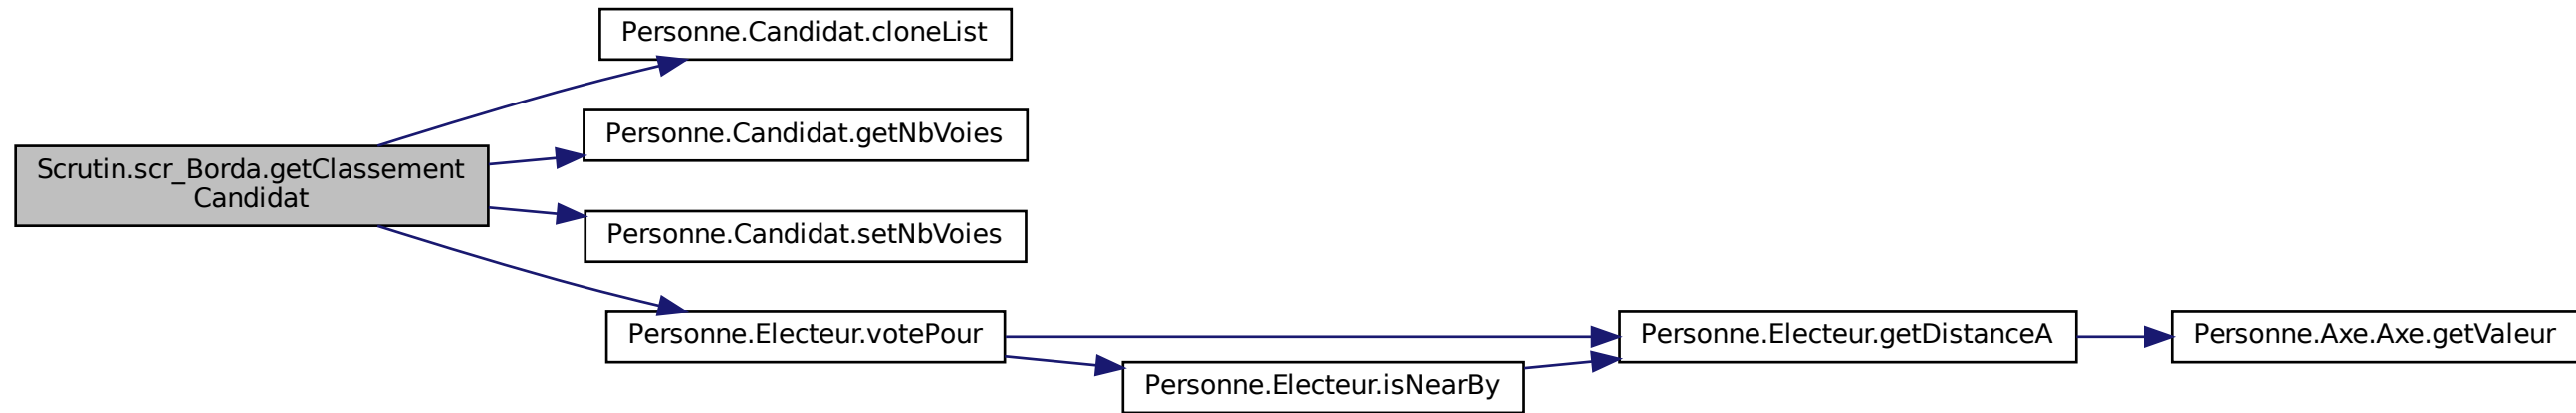 Personne.Candidat.cloneList
Personne.Candidat.getNbVoies
Scrutin.scr_Borda.getClassement
Candidat
Personne.Candidat.setNbVoies
Personne.Electeur.votePour
Personne.Electeur.getDistanceA
Personne.Axe.Axe.getValeur
Personne.Electeur.isNearBy